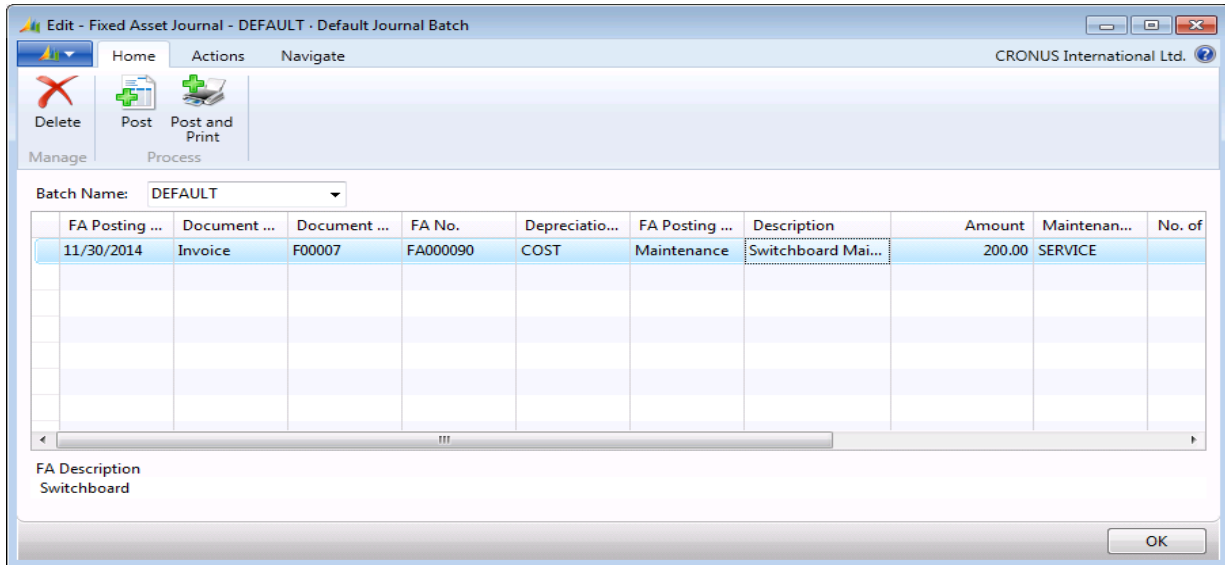 Edit - Fixed Asset Journal - DEFAULT · Default Journal Batch
Home Actions Navigate CRONUS International Ltd.
Delete Post Post and Print
Manage Process
Batch Name: DEFAULT
FA Posting ... Document ... Document ... FA No. Depreciatio... FA Posting ... Description Amount Maintenan... No. of
11/30/2014 Invoice F00007 FA000090 COST Maintenance Switchboard Mai... 200.00 SERVICE
FA Description
Switchboard
OK